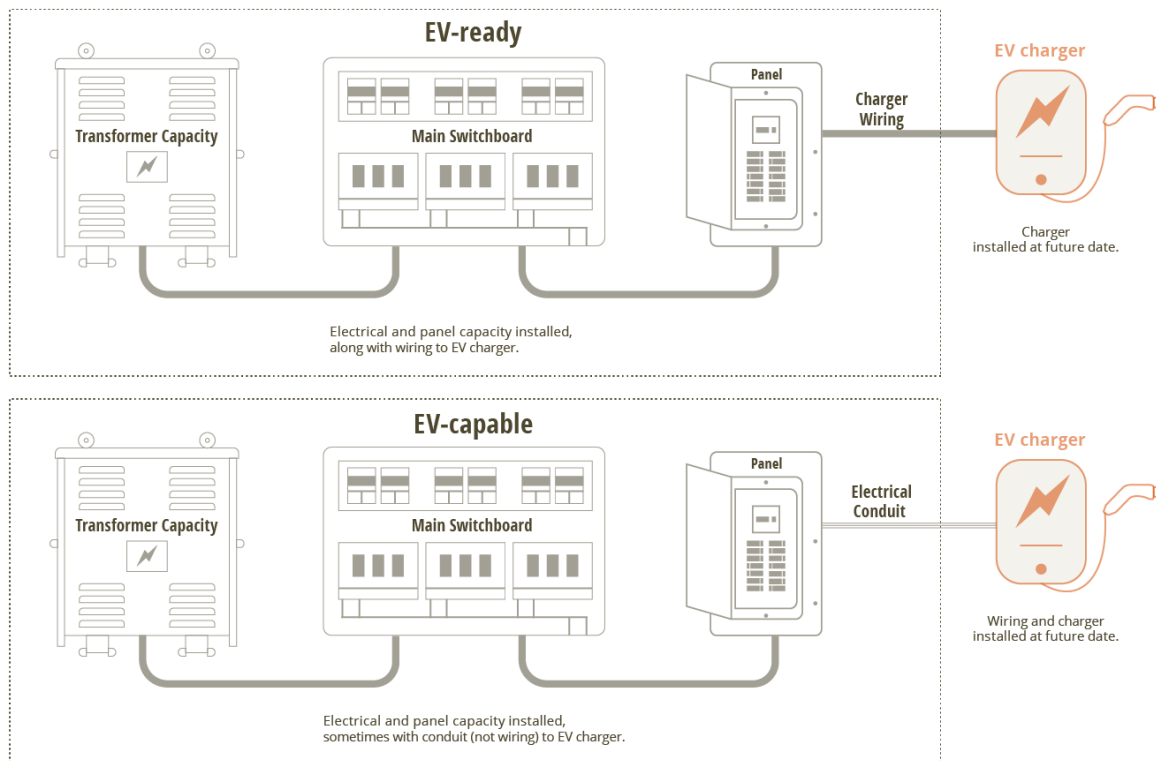 EV-ready
EV charger
Panel
Charger
Wiring
Transformer Capacity
Main Switchboard
Charger
installed at future date.
Electrical and panel capacity installed,
along with wiring to EV charger.
EV-capable
EV charger
Panel
Electrical
Conduit
Transformer Capacity
Main Switchboard
Wiring and charger
installed at future date.
Electrical and panel capacity installed,
sometimes with conduit (not wiring) to EV charger.